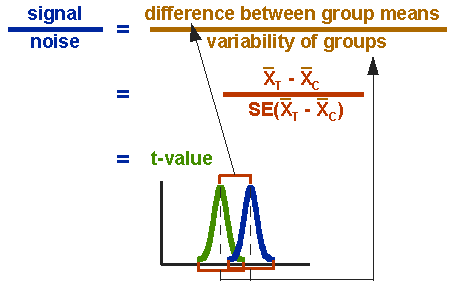 signal
noise
=
difference between group means
variability of groups
=
X̅T - X̅C
SE(X̅T - X̅C)
=
t-value